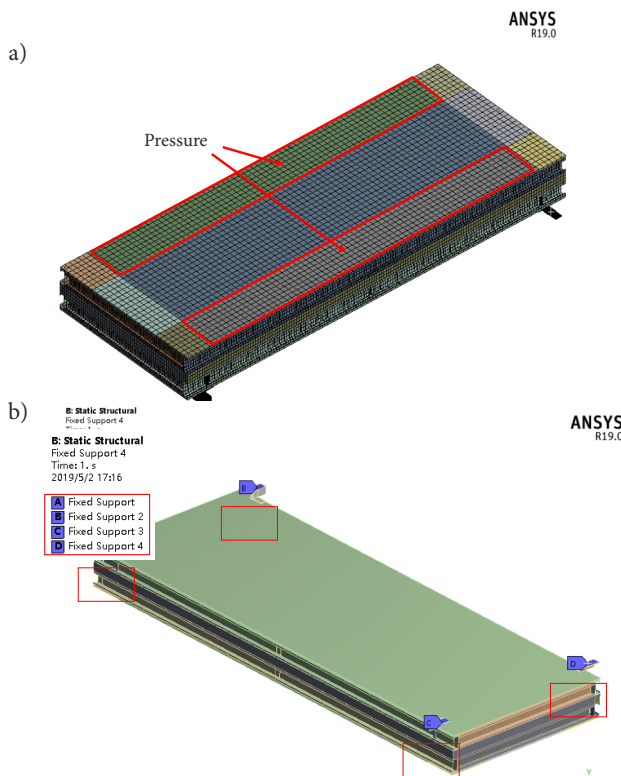 ANSYS
R19.0
a)
Pressure
b)
B: Static Structural
Fixed Support 4
ANSYS
R19.0
B: Static Structural
Fixed Support 4
Time: 1. s
2019/5/2 17:16
A Fixed Support
B Fixed Support 2
C Fixed Support 3
D Fixed Support 4
B
D
C
Y